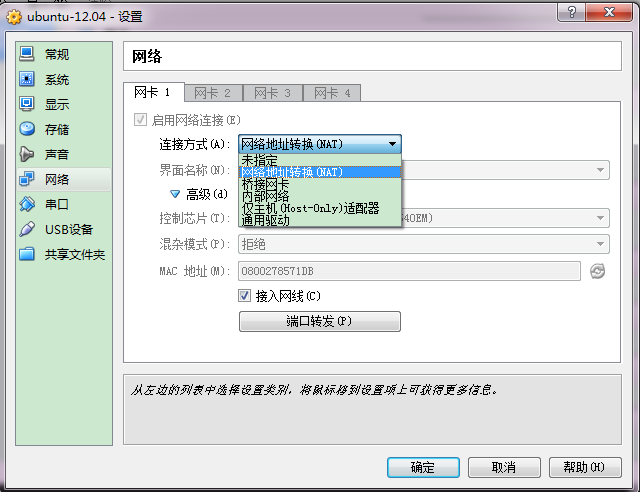 ubuntu-12.04 - 设置
常规
系统
显示
存储
声音
网络
串口
USB设备
共享文件夹
网络
网卡 1 网卡 2 网卡 3 网卡 4
启用网络连接(E)
连接方式(A): 网络地址转换(NAT)
未指定
网络地址转换(NAT)
桥接网卡
内部网络
仅主机(Host-Only)适配器
通用驱动
界面名称(N):
高级(d)
控制芯片(T): 40EM)
混杂模式(P): 拒绝
MAC 地址(M): 0800278571DB
接入网线(C)
端口转发(P)
从左边的列表中选择设置类别，将鼠标移到设置项上可获得更多信息。
确定 取消 帮助(H)